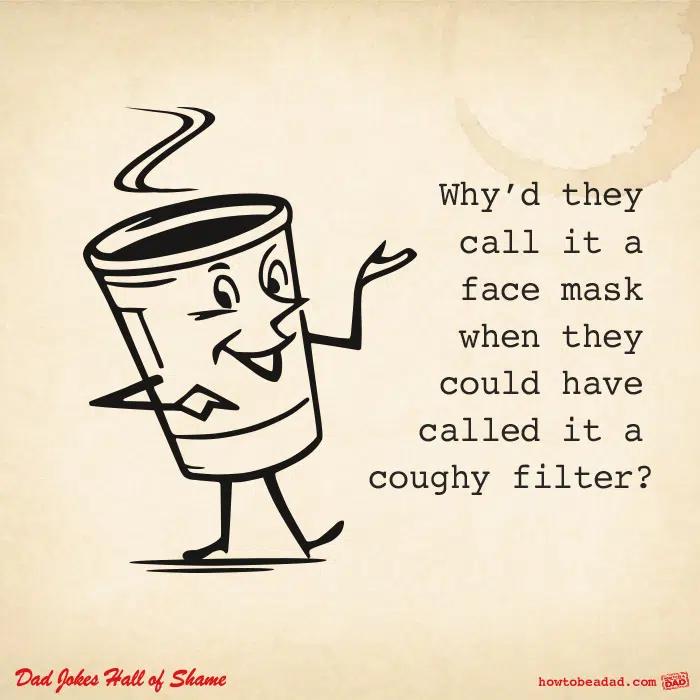 Why'd they
call it a
face mask
when they
could have
called it a
coughy filter?
Dad Jokes Hall of Shame
howtobeadad.com
DAD